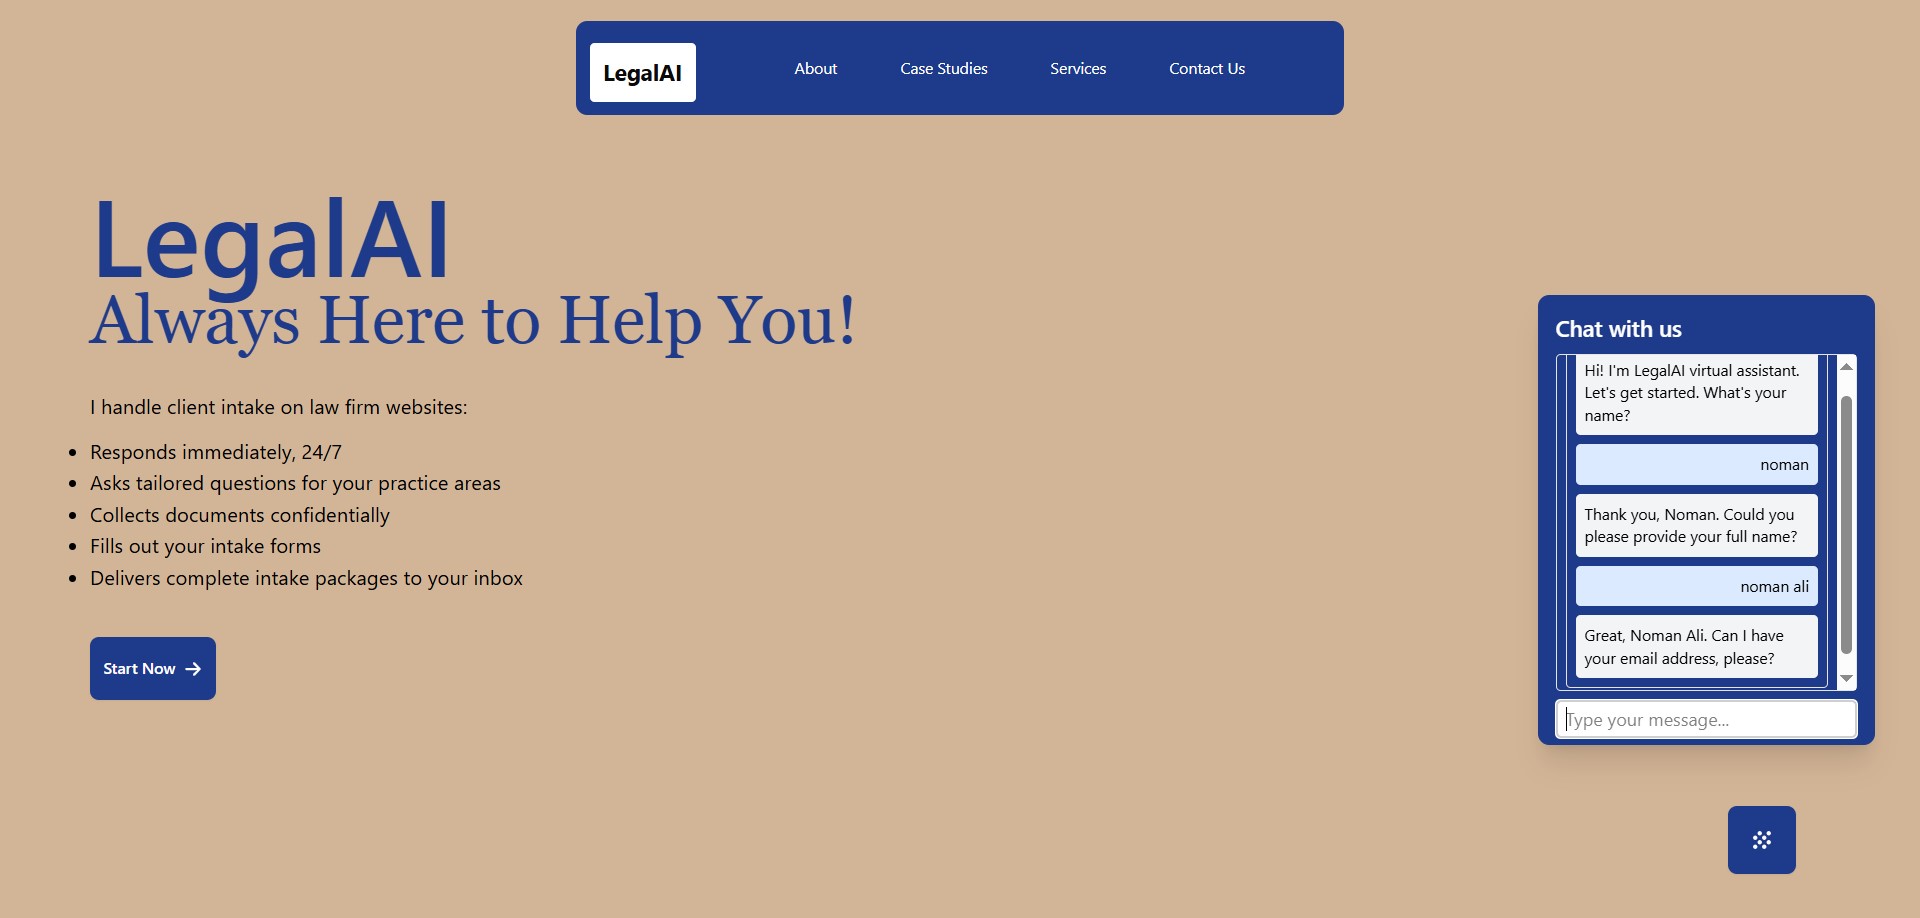 LegalAI
About
Case Studies
Services
Contact Us
LegalAI
Always Here to Help You!
I handle client intake on law firm websites:
Responds immediately, 24/7
Asks tailored questions for your practice areas
Collects documents confidentially
Fills out your intake forms
Delivers complete intake packages to your inbox
Start Now
Chat with us
Hi! I'm LegalAI virtual assistant.
Let's get started. What's your
name?
noman
Thank you, Noman. Could you
please provide your full name?
noman ali
Great, Noman Ali. Can I have
your email address, please?
Type your message...